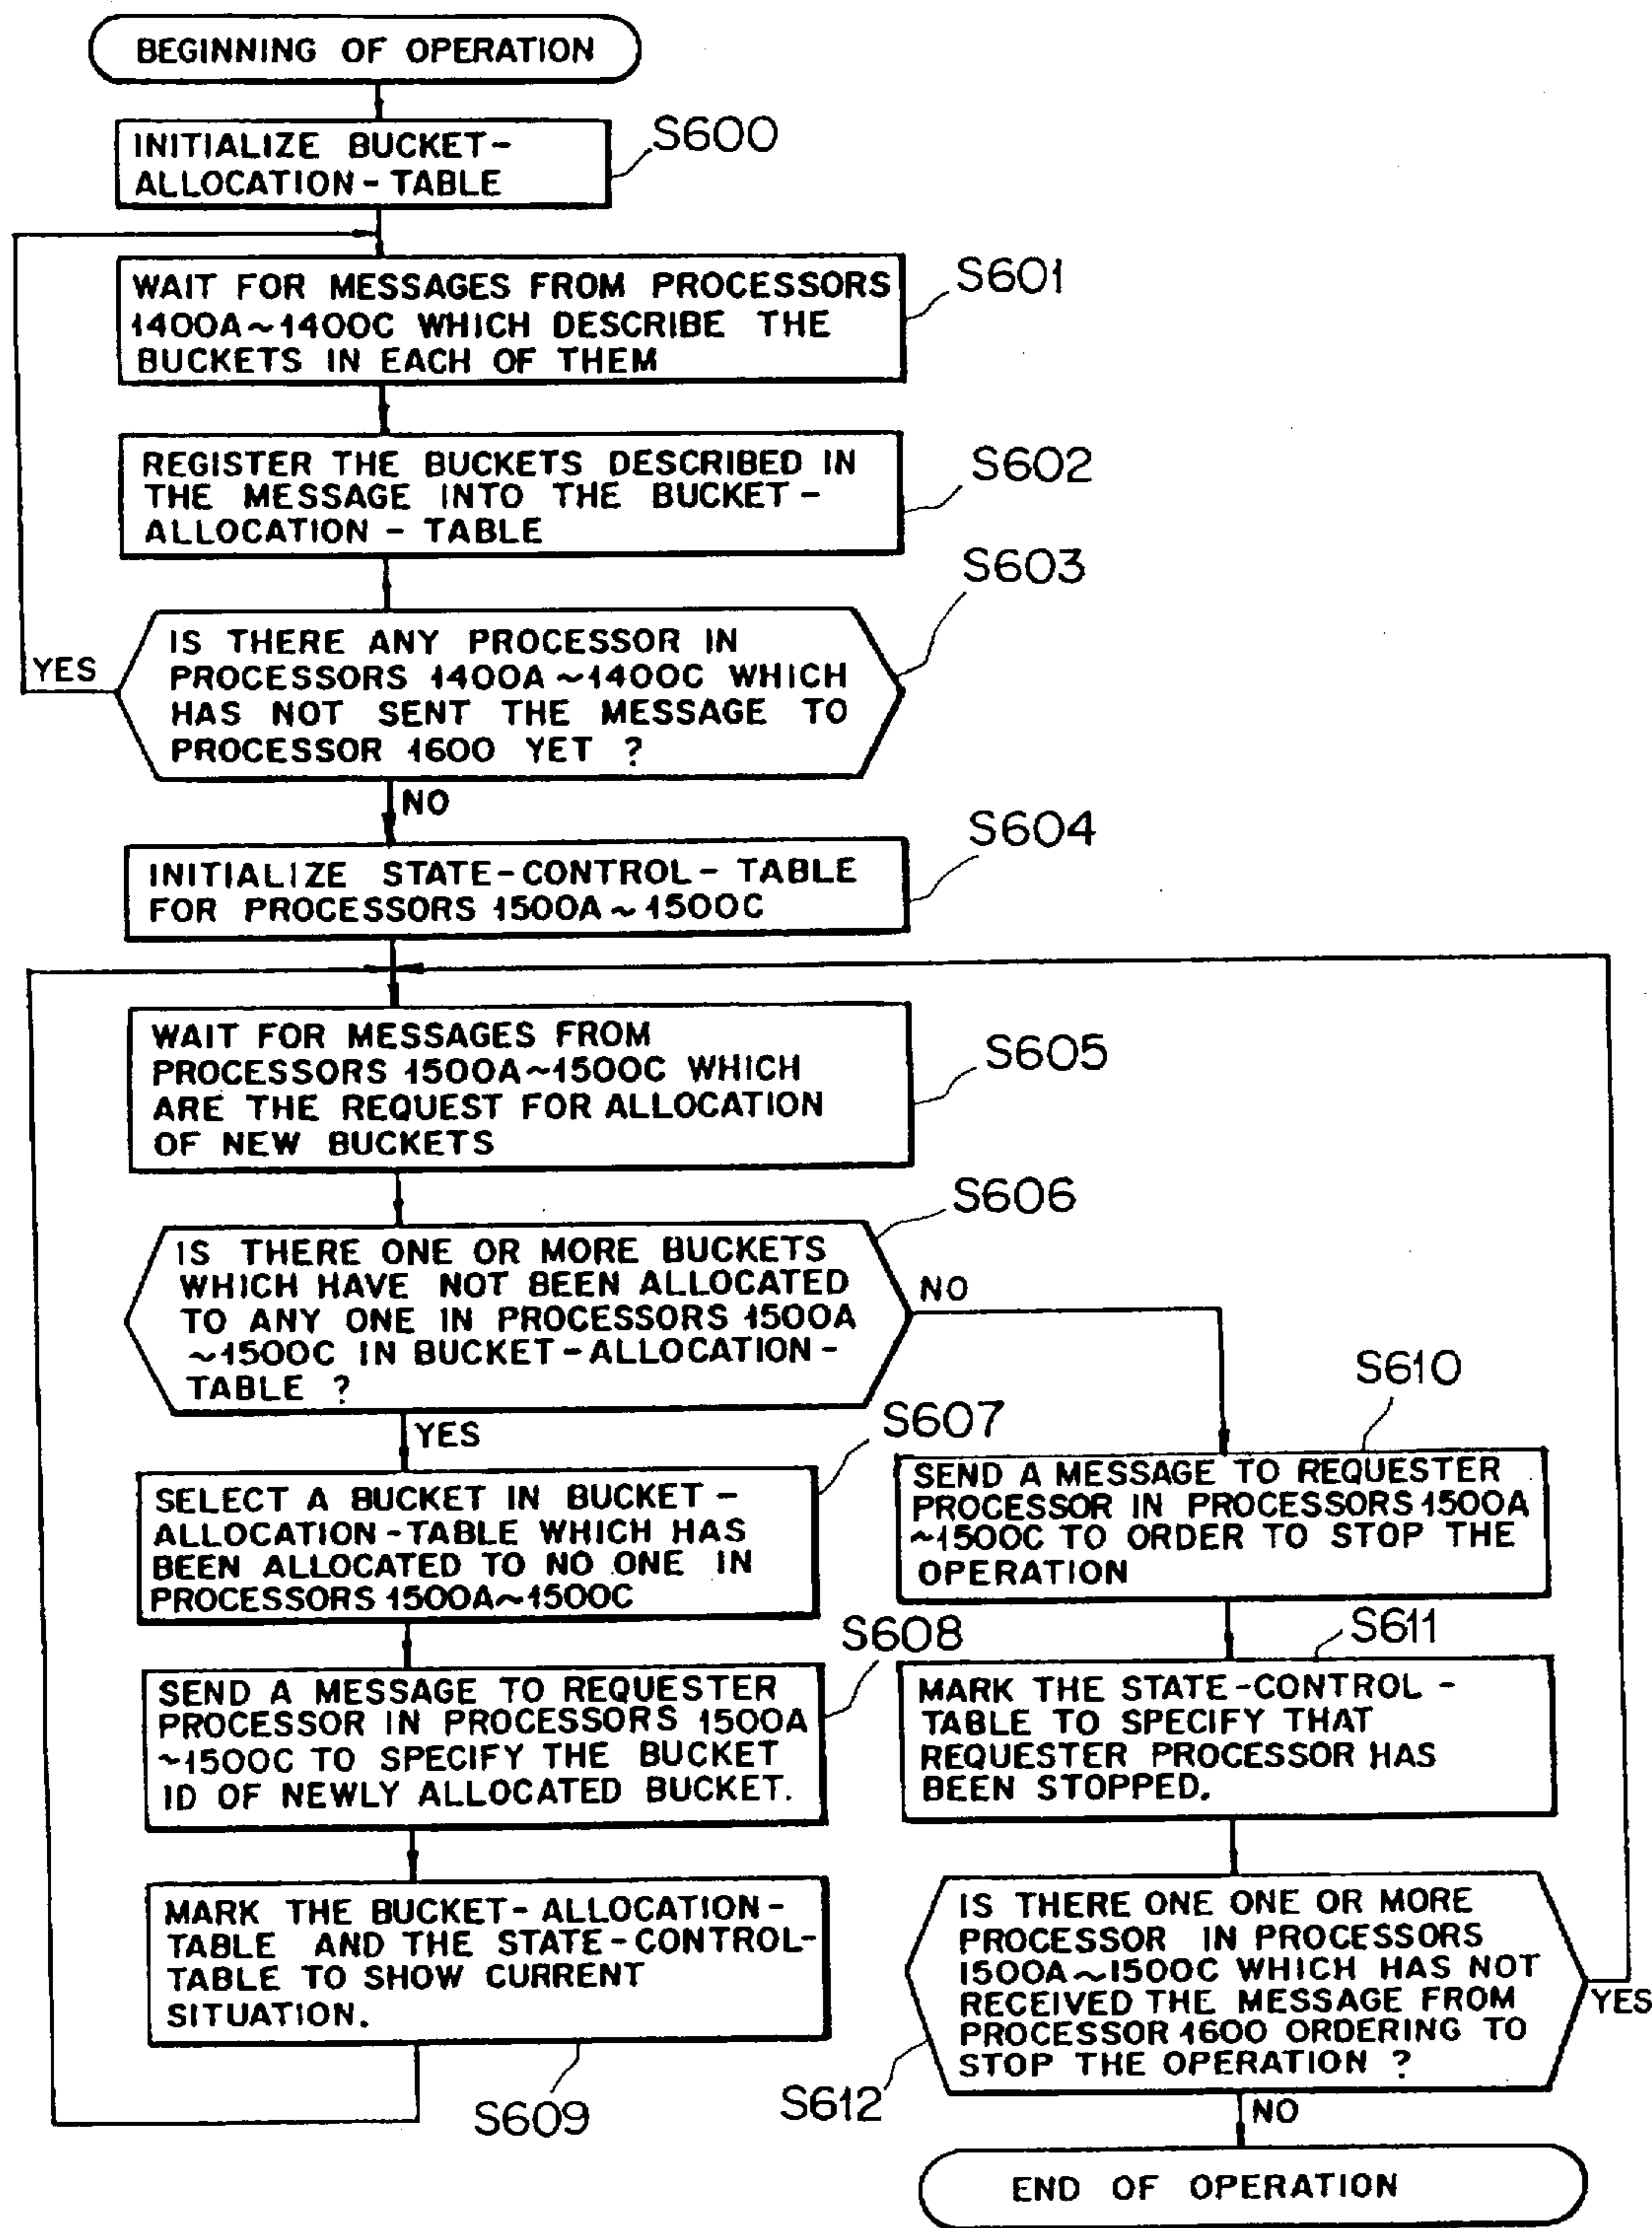 BEGINNING OF OPERATION
INITIALIZE BUCKET-
ALLOCATION - TABLE
S600
WAIT FOR MESSAGES FROM PROCESSORS
1400A~1400C WHICH DESCRIBE THE
BUCKETS IN EACH OF THEM
S601
REGISTER THE BUCKETS DESCRIBED IN
THE MESSAGE INTO THE BUCKET -
ALLOCATION - TABLE
S602
S603
IS THERE ANY PROCESSOR IN
PROCESSORS 1400A~1400C WHICH
HAS NOT SENT THE MESSAGE TO
PROCESSOR 1600 YET ?
YES
NO
INITIALIZE STATE-CONTROL- TABLE
FOR PROCESSORS 1500A~1500C
S604
WAIT FOR MESSAGES FROM
PROCESSORS 1500A~1500C WHICH
ARE THE REQUEST FOR ALLOCATION
OF NEW BUCKETS
S605
S606
IS THERE ONE OR MORE BUCKETS
WHICH HAVE NOT BEEN ALLOCATED
TO ANY ONE IN PROCESSORS 1500A
~1500C IN BUCKET-ALLOCATION-
TABLE ?
NO
YES
S607
SELECT A BUCKET IN BUCKET -
ALLOCATION-TABLE WHICH HAS
BEEN ALLOCATED TO NO ONE IN
PROCESSORS 1500A~1500C
S608
SEND A MESSAGE TO REQUESTER
PROCESSOR IN PROCESSORS 1500A
~1500C TO SPECIFY THE BUCKET
ID OF NEWLY ALLOCATED BUCKET.
MARK THE BUCKET-ALLOCATION-
TABLE AND THE STATE-CONTROL-
TABLE TO SHOW CURRENT
SITUATION.
S609
S610
SEND A MESSAGE TO REQUESTER
PROCESSOR IN PROCESSORS 1500A
~1500C TO ORDER TO STOP THE
OPERATION
S611
MARK THE STATE-CONTROL -
TABLE TO SPECIFY THAT
REQUESTER PROCESSOR HAS
BEEN STOPPED.
IS THERE ONE ONE OR MORE
PROCESSOR IN PROCESSORS
1500A~1500C WHICH HAS NOT
RECEIVED THE MESSAGE FROM
PROCESSOR 1600 ORDERING TO
STOP THE OPERATION ?
YES
S612
NO
END OF OPERATION